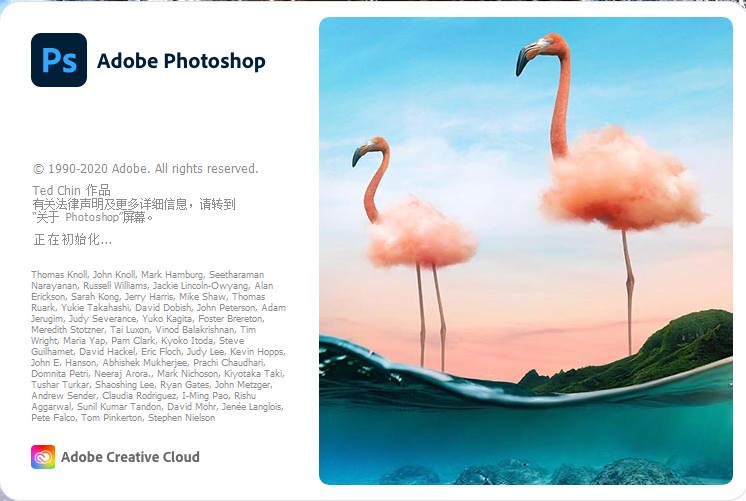 Ps
Adobe Photoshop
© 1990-2020 Adobe. All rights reserved.
Ted Chin 作品
有关法律声明及更多详细信息，请转到
“关于 Photoshop”屏幕。
正在初始化...
Thomas Knoll, John Knoll, Mark Hamburg, Seetharaman
Narayanan, Russell Williams, Jackie Lincoln-Owyang, Alan
Erickson, Sarah Kong, Jerry Harris, Mike Shaw, Thomas
Ruark, Yukie Takahashi, David Dobish, John Peterson, Adam
Jerugim, Judy Severance, Yuko Kagita, Foster Brereton,
Meredith Stotzner, Tai Luxon, Vinod Balakrishnan, Tim
Wright, Maria Yap, Pam Clark, Kyoko Itoda, Steve
Guilhamet, David Hackel, Eric Floch, Judy Lee, Kevin Hopps,
John E. Hanson, Abhishek Mukherjee, Prachi Chaudhari,
Domnita Petri, Neeraj Arora., Mark Nichoson, Kiyotaka Taki,
Tushar Turkar, Shaoshing Lee, Ryan Gates, John Metzger,
Andrew Sender, Claudia Rodriguez, I-Ming Pao, Rishu
Aggarwal, Sunil Kumar Tandon, David Mohr, Jenée Langlois,
Pete Falco, Tom Pinkerton, Stephen Nielson
Adobe Creative Cloud